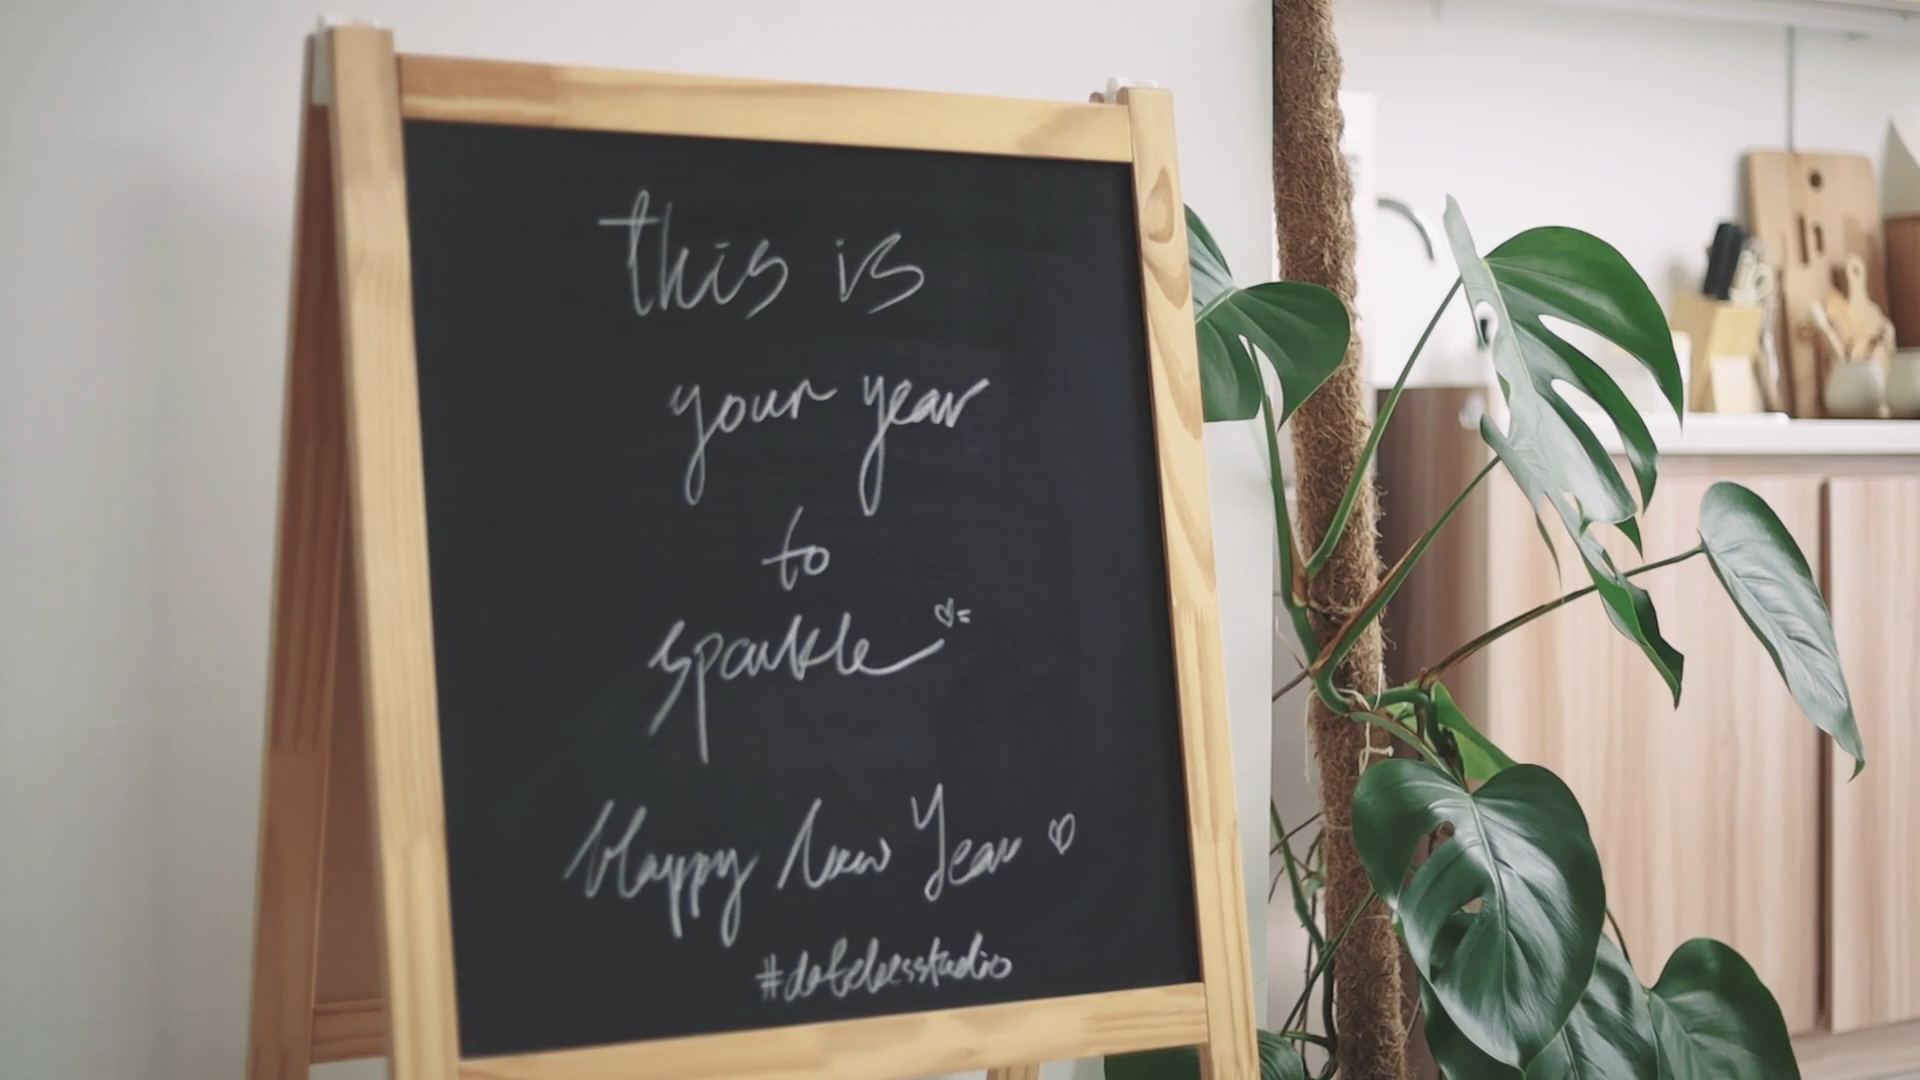 this is
your year
to
sparkle
Happy New Year